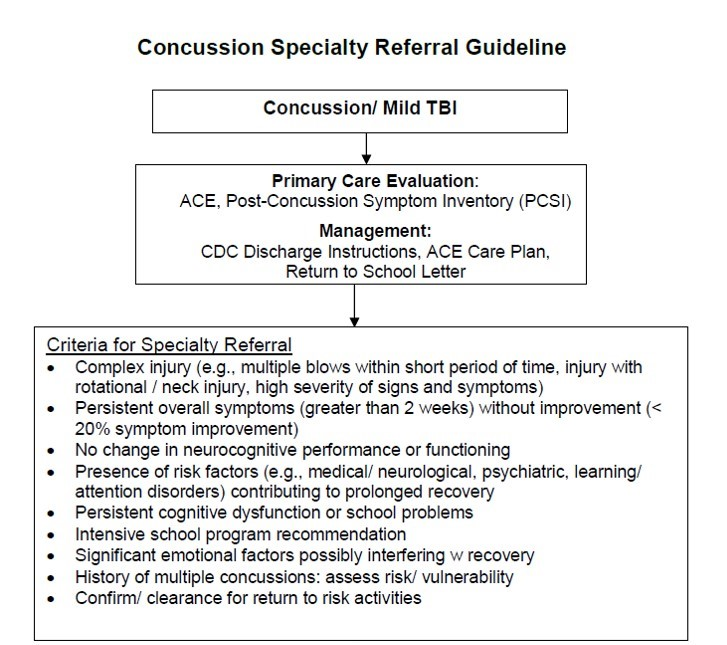 Concussion Specialty Referral Guideline
Concussion/ Mild TBI
Primary Care Evaluation:
ACE, Post-Concussion Symptom Inventory (PCSI)
Management:
CDC Discharge Instructions, ACE Care Plan,
Return to School Letter
Criteria for Specialty Referral
• Complex injury (e.g., multiple blows within short period of time, injury with
rotational / neck injury, high severity of signs and symptoms)
• Persistent overall symptoms (greater than 2 weeks) without improvement (<
20% symptom improvement)
• No change in neurocognitive performance or functioning
• Presence of risk factors (e.g., medical/ neurological, psychiatric, learning/
attention disorders) contributing to prolonged recovery
• Persistent cognitive dysfunction or school problems
• Intensive school program recommendation
• Significant emotional factors possibly interfering w recovery
• History of multiple concussions: assess risk/ vulnerability
• Confirm/ clearance for return to risk activities